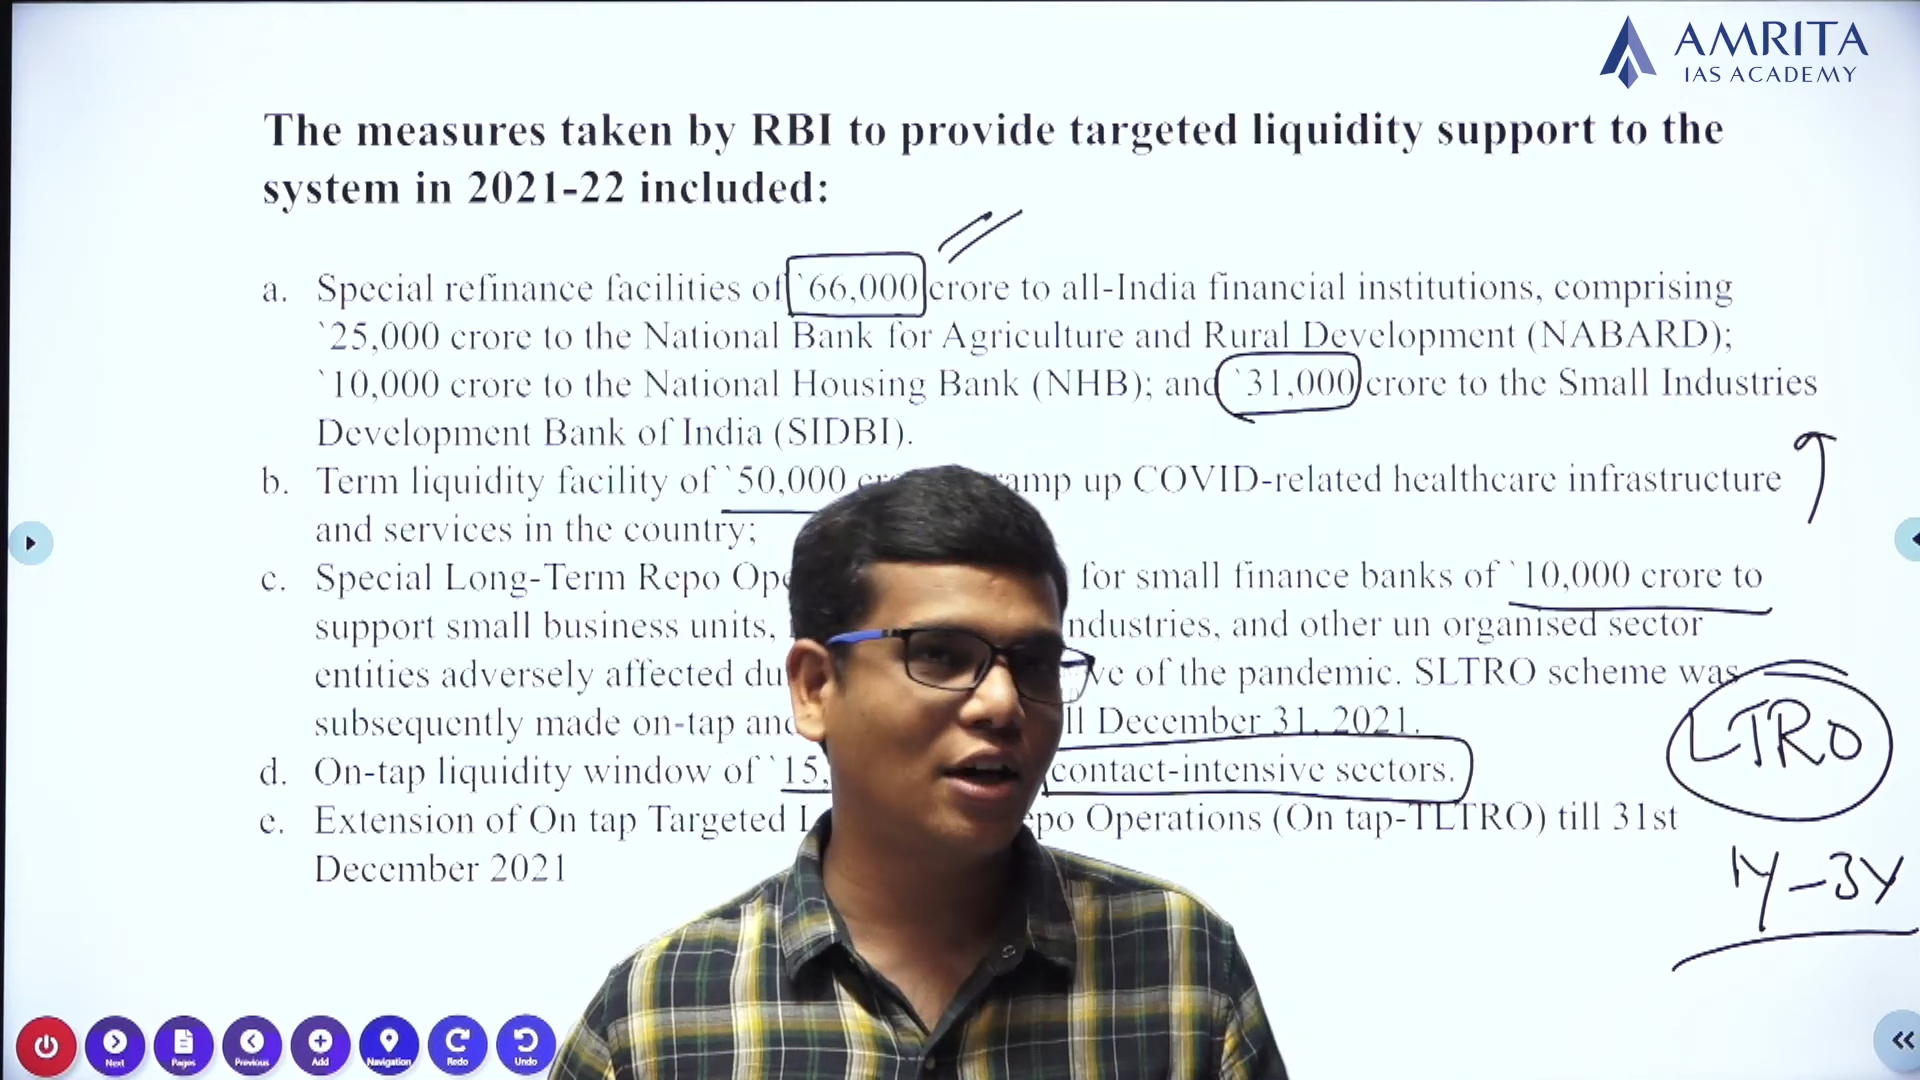 AMRITA
IAS ACADEMY
The measures taken by RBI to provide targeted liquidity support to the
system in 2021-22 included:
a. Special refinance facilities of `66,000 crore to all-India financial institutions, comprising
`25,000 crore to the National Bank for Agriculture and Rural Development (NABARD);
`10,000 crore to the National Housing Bank (NHB); and `31,000 crore to the Small Industries
Development Bank of India (SIDBI).
b. Term liquidity facility of `50,000 up COVID-related healthcare infrastructure
and services in the country;
c. Special Long-Term Repo for small finance banks of `10,000 crore to
support small business units, and other un organised sector
entities adversely affected of the pandemic. SLTRO scheme was
subsequently made on-tap December 31, 2021.
d. On-tap liquidity window of contact-intensive sectors.
e. Extension of On tap Targeted Operations (On tap-TLTRO) till 31st
December 2021
LTRO
1Y-3Y
Next
Pages
Previous
Add
Navigation
Redo
Undo